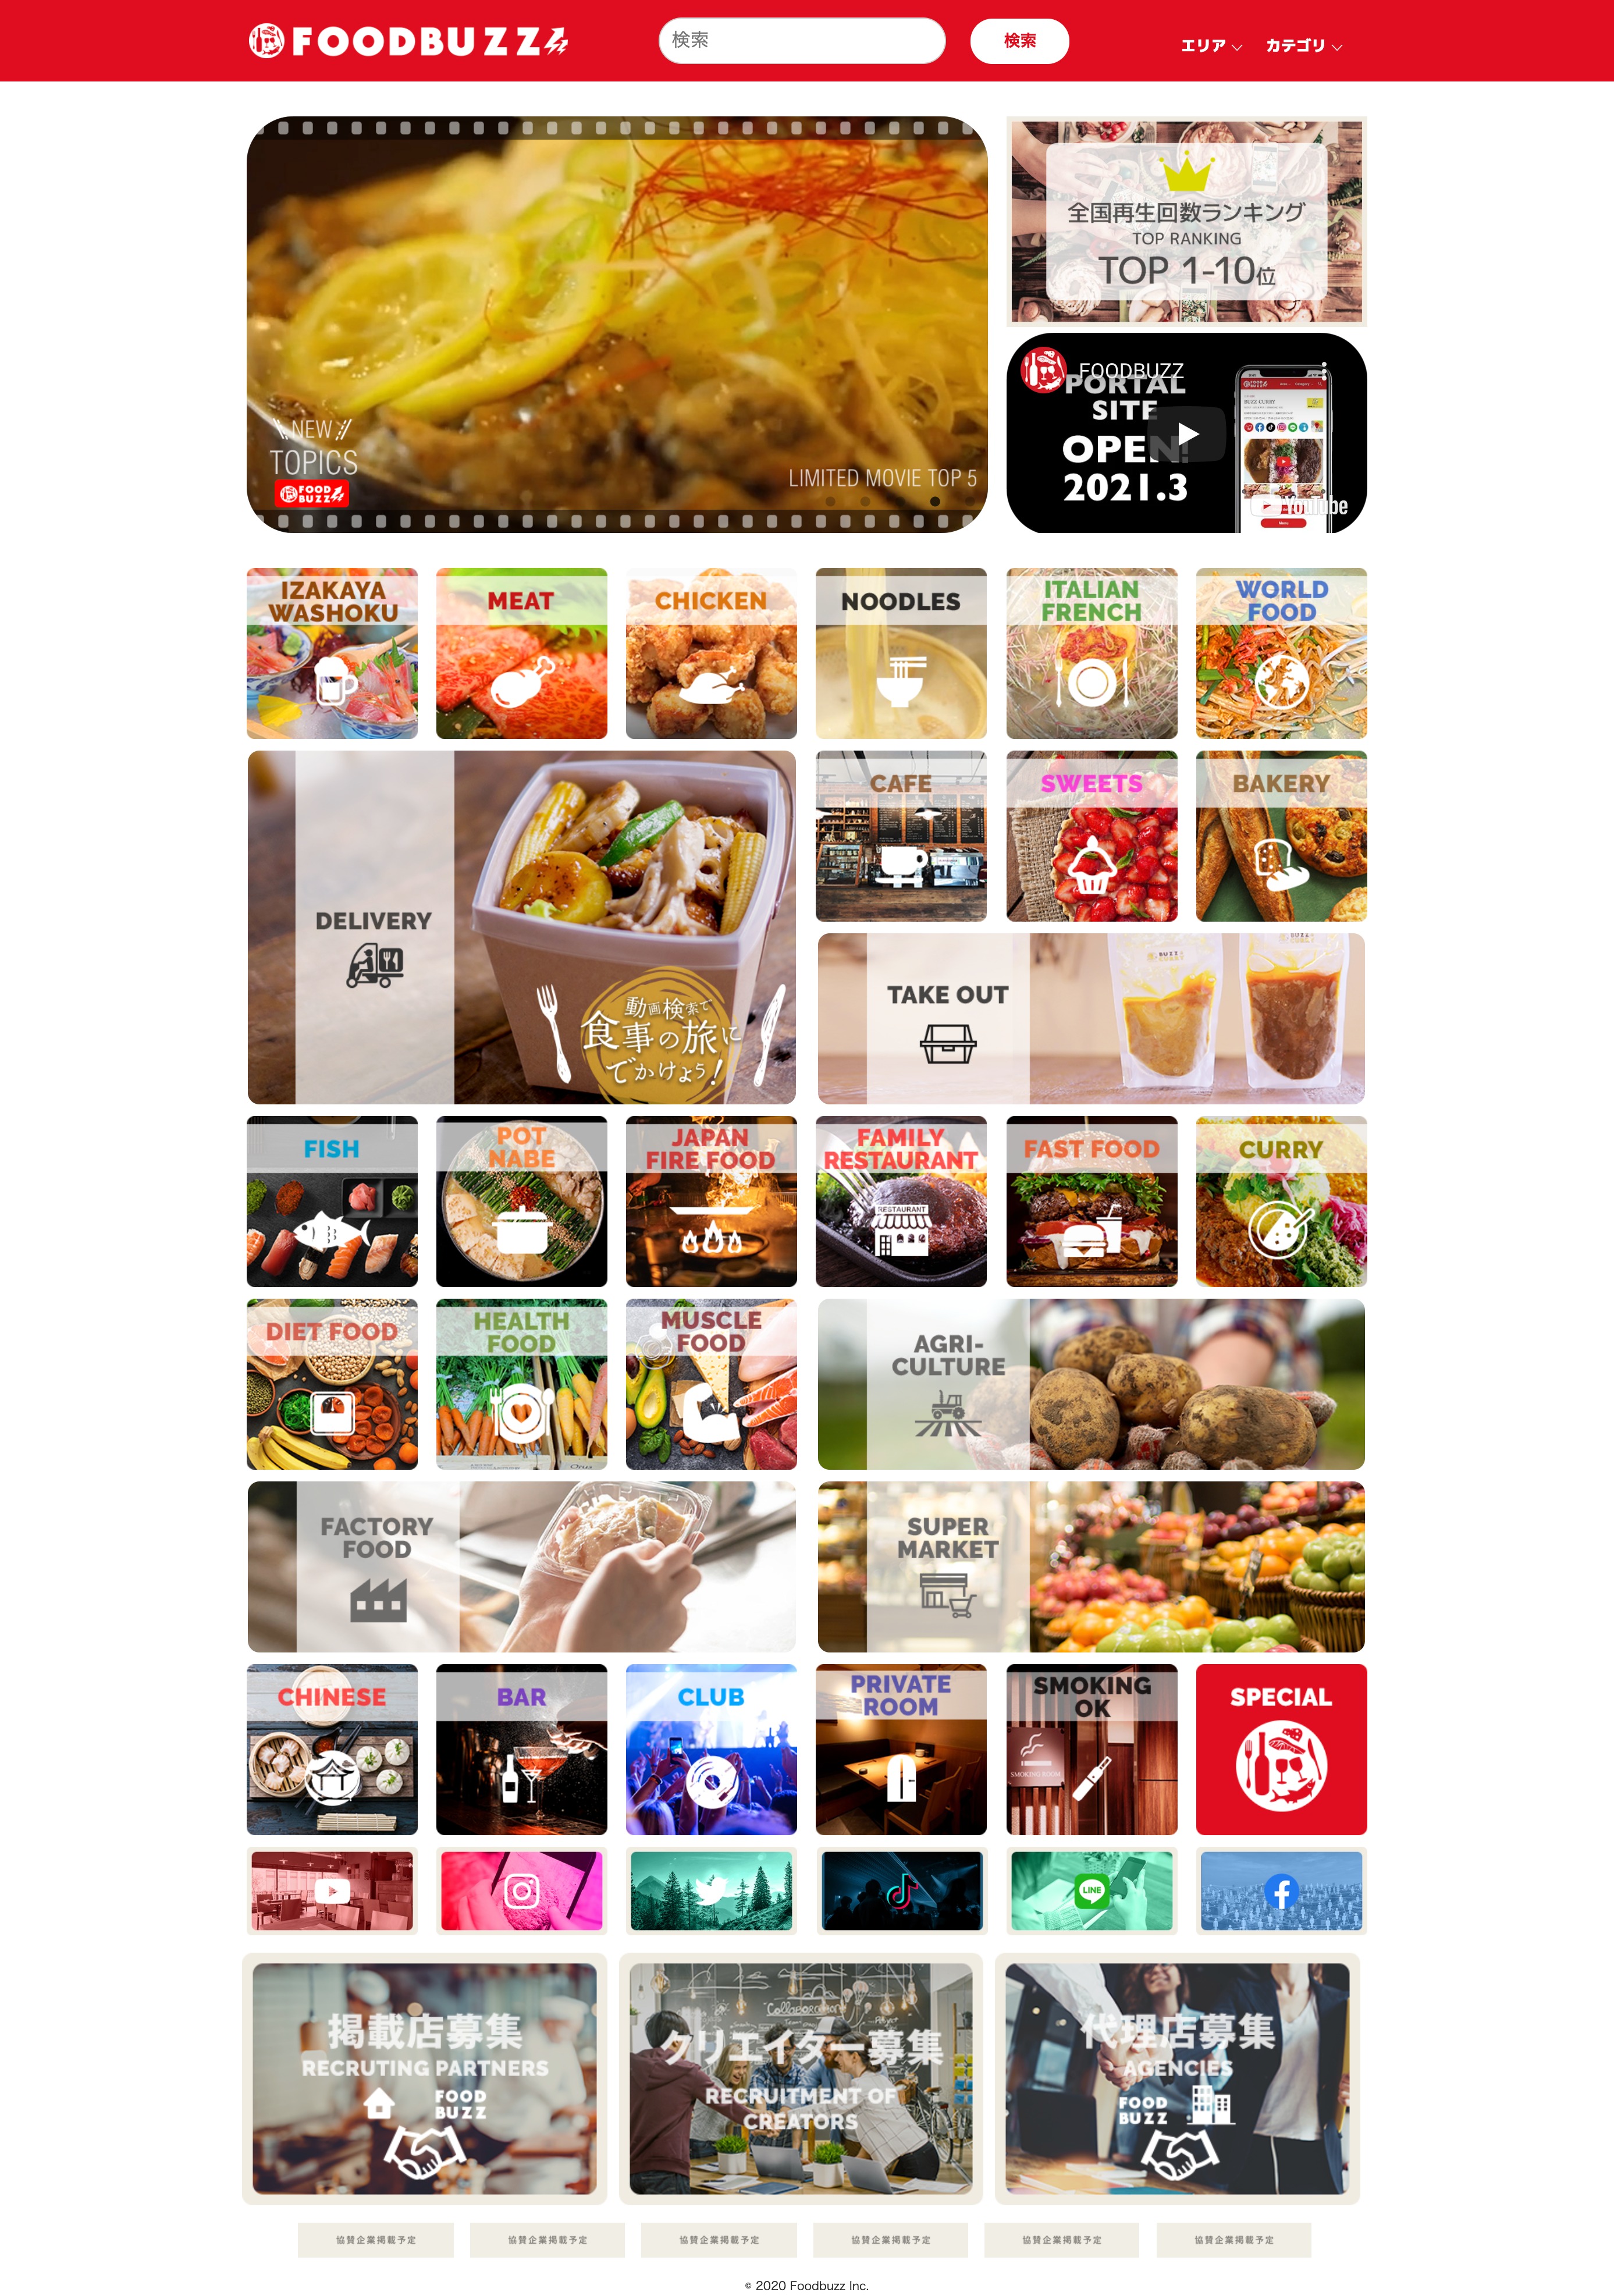 FOODBUZZ
検索
検索
エリア
カテゴリ
NEW
TOPICS
FOOD
BUZZ
LIMITED MOVIE TOP 5
全国再生回数ランキング
TOP RANKING
TOP 1-10位
FOODBUZZ
PORTAL
SITE
OPEN!
2021.3
YouTube
IZAKAYA
WASHOKU
MEAT
CHICKEN
NOODLES
ITALIAN
FRENCH
WORLD
FOOD
DELIVERY
動画検索で
食事の旅に
でかけよう!
CAFE
SWEETS
BAKERY
TAKE OUT
FISH
POT
NABE
JAPAN
FIRE FOOD
FAMILY
RESTAURANT
RESTAURANT
FAST FOOD
CURRY
DIET FOOD
HEALTH
FOOD
MUSCLE
FOOD
AGRI-
CULTURE
FACTORY
FOOD
SUPER
MARKET
CHINESE
BAR
CLUB
PRIVATE
ROOM
SMOKING
OK
SMOKING ROOM
SPECIAL
LINE
掲載店募集
RECRUTING PARTNERS
FOOD
BUZZ
クリエイター募集
RECRUITMENT OF
CREATORS
代理店募集
AGENCIES
FOOD
BUZZ
協賛企業掲載予定
協賛企業掲載予定
協賛企業掲載予定
協賛企業掲載予定
協賛企業掲載予定
協賛企業掲載予定
© 2020 Foodbuzz Inc.